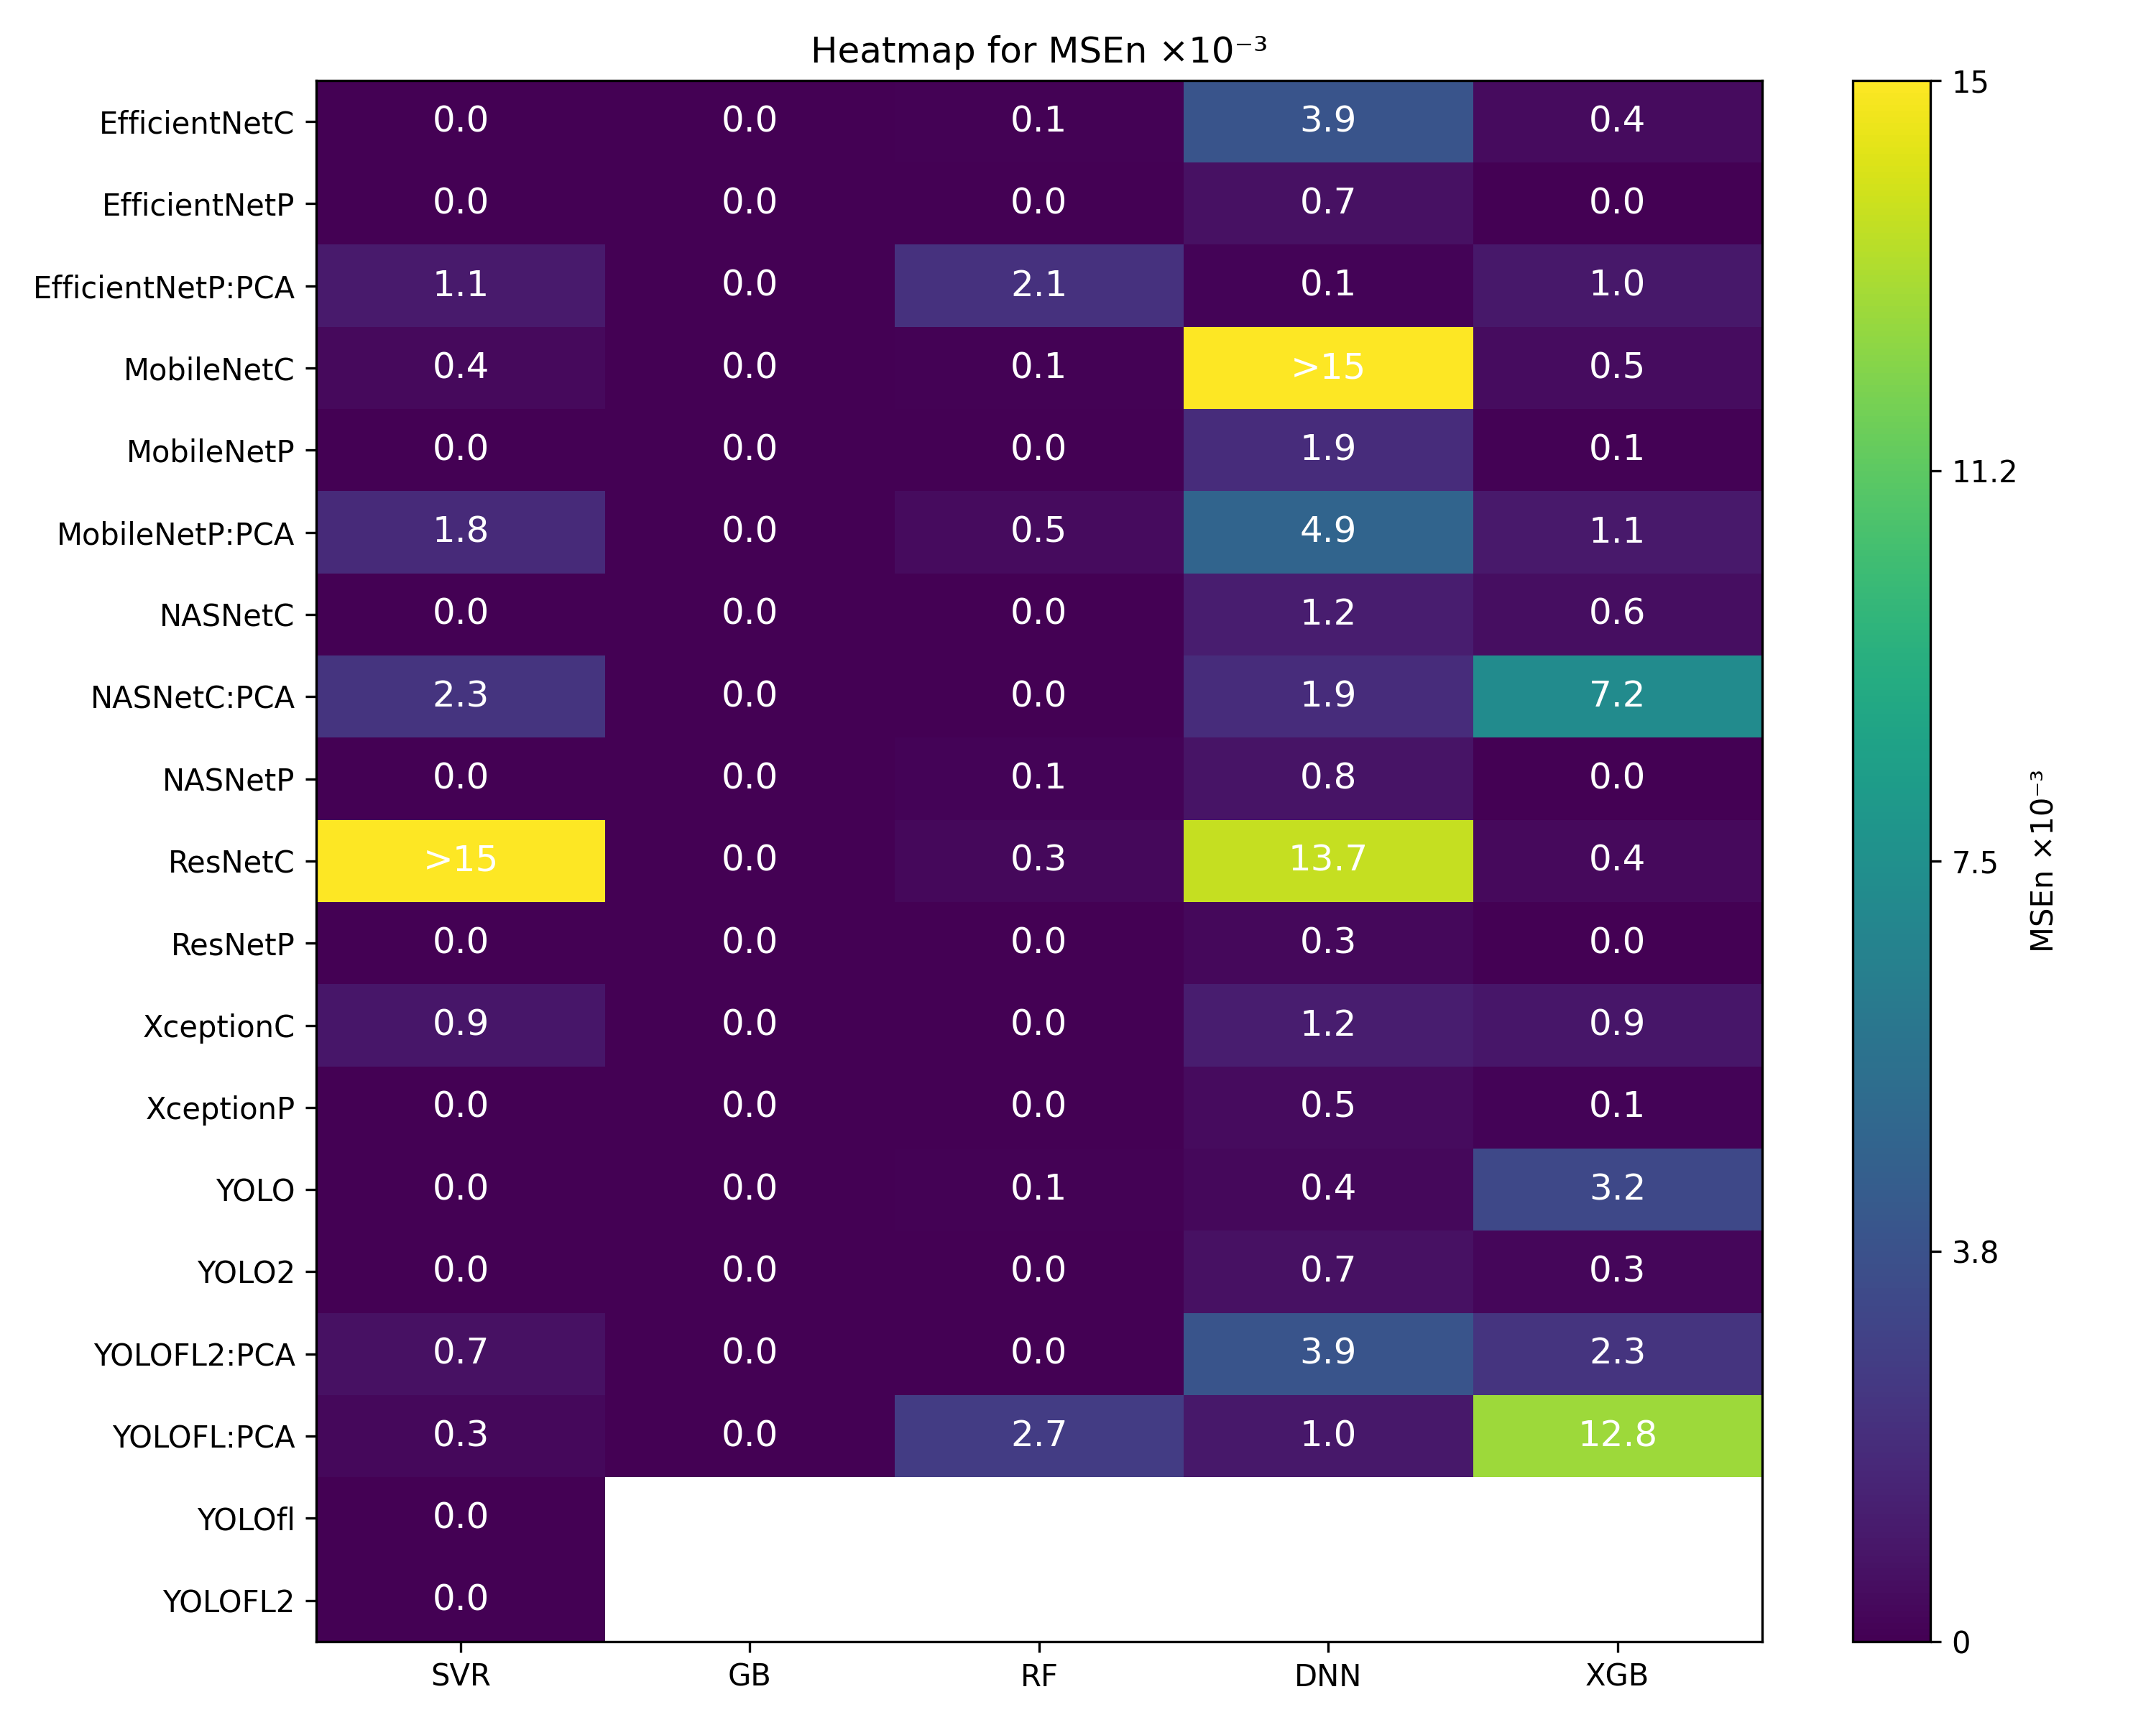 Heatmap for MSEn ×10⁻³
EfficientNetC 0.0 0.0 0.1 3.9 0.4
EfficientNetP 0.0 0.0 0.0 0.7 0.0
EfficientNetP:PCA 1.1 0.0 2.1 0.1 1.0
MobileNetC 0.4 0.0 0.1 >15 0.5
MobileNetP 0.0 0.0 0.0 1.9 0.1
MobileNetP:PCA 1.8 0.0 0.5 4.9 1.1
NASNetC 0.0 0.0 0.0 1.2 0.6
NASNetC:PCA 2.3 0.0 0.0 1.9 7.2
NASNetP 0.0 0.0 0.1 0.8 0.0
ResNetC >15 0.0 0.3 13.7 0.4
ResNetP 0.0 0.0 0.0 0.3 0.0
XceptionC 0.9 0.0 0.0 1.2 0.9
XceptionP 0.0 0.0 0.0 0.5 0.1
YOLO 0.0 0.0 0.1 0.4 3.2
YOLO2 0.0 0.0 0.0 0.7 0.3
YOLOFL2:PCA 0.7 0.0 0.0 3.9 2.3
YOLOFL:PCA 0.3 0.0 2.7 1.0 12.8
YOLOfl 0.0
YOLOFL2 0.0
SVR GB RF DNN XGB
15
11.2
7.5
3.8
0
MSEn ×10⁻³